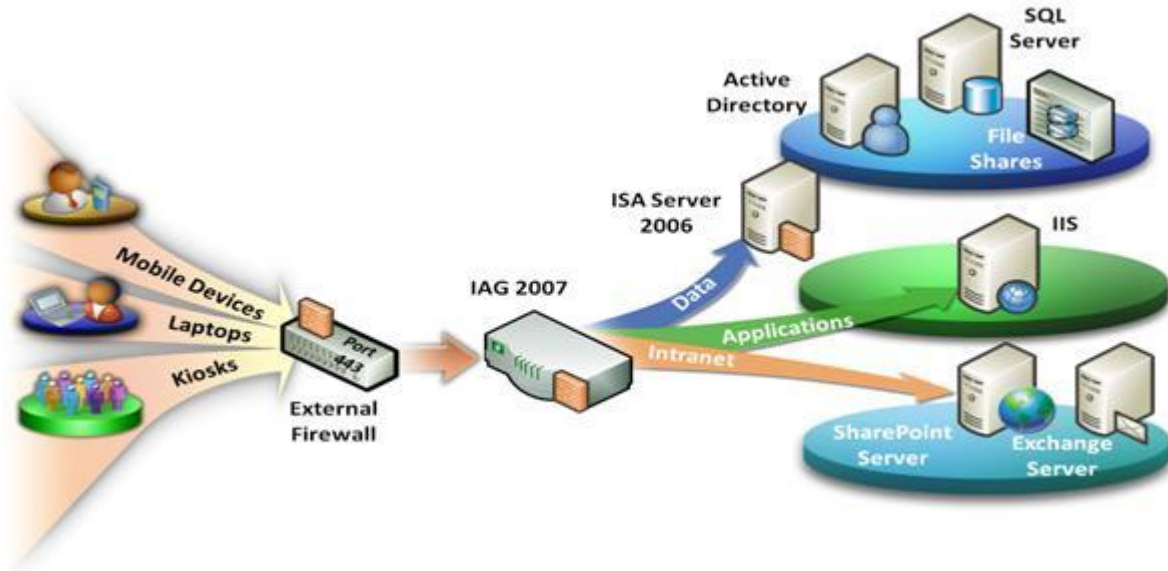 Mobile Devices
Laptops
Kiosks
Port
443
External
Firewall
IAG 2007
Data
Applications
Intranet
ISA Server
2006
Active
Directory
SQL
Server
File
Shares
IIS
SharePoint
Server
Exchange
Server